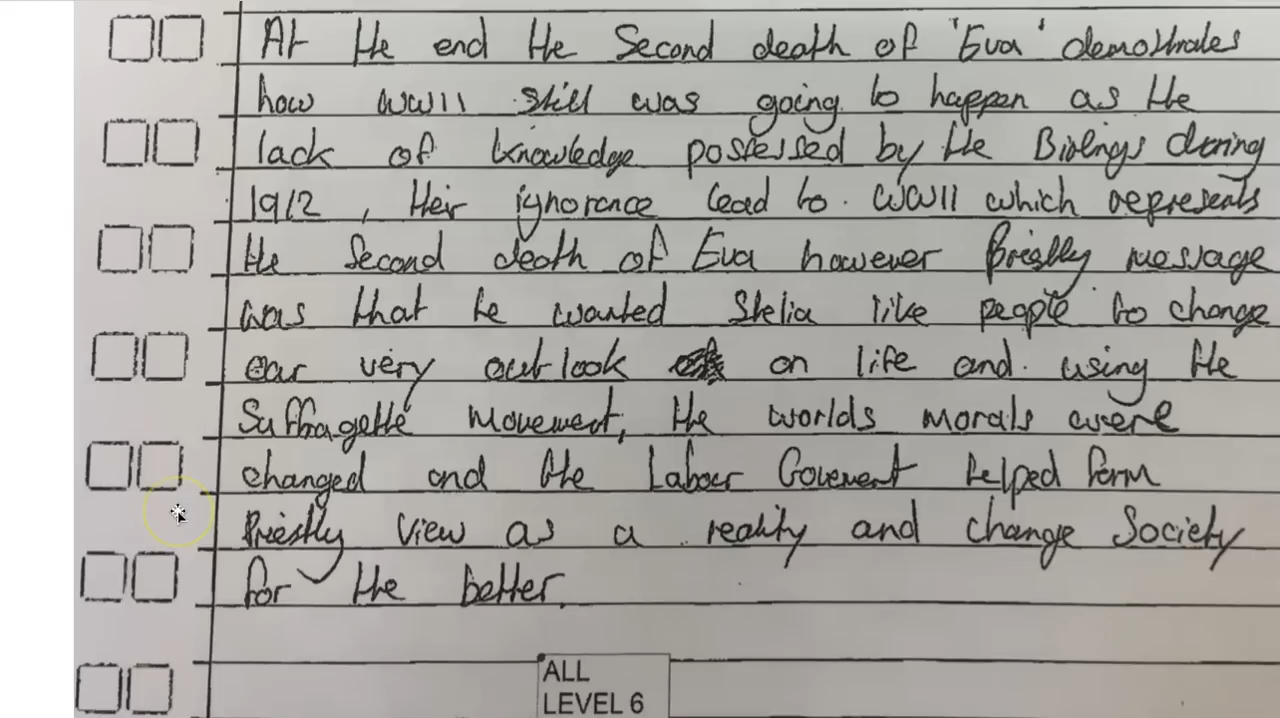 At the end the Second death of 'Eva' demostrates
how WWII still was going to happen as the
lack of knowledge possessed by the Birlings during
1912, their ignorance lead to. WWII which represents
the Second death of Eva however Priestly message
was that he wanted Shelia like people to change
our very outlook on life and using the
Suffragette Movement, the worlds morals were
changed and the Labour Goverent helped form
Priestly view as a reality and change Society
for the better.
ALL
LEVEL 6